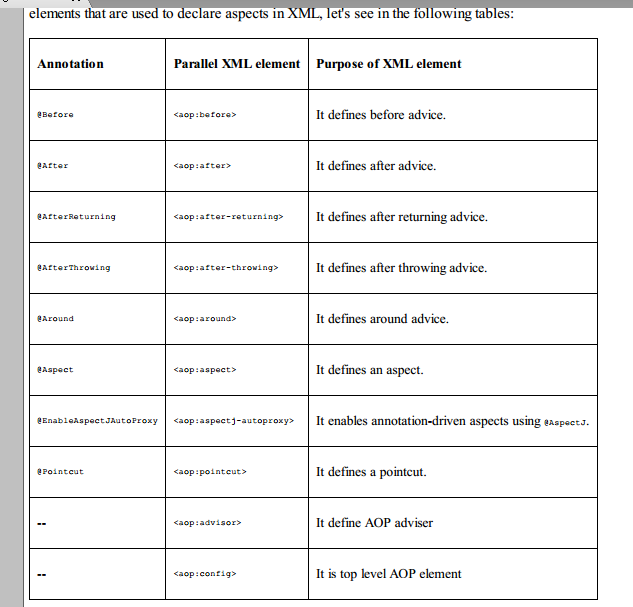 elements that are used to declare aspects in XML, let's see in the following tables:
Annotation Parallel XML element Purpose of XML element
@Before <aop:before> It defines before advice.
@After <aop:after> It defines after advice.
@AfterReturning <aop:after-returning> It defines after returning advice.
@AfterThrowing <aop:after-throwing> It defines after throwing advice.
@Around <aop:around> It defines around advice.
@Aspect <aop:aspect> It defines an aspect.
@EnableAspectJAutoProxy <aop:aspectj-autoproxy> It enables annotation-driven aspects using @AspectJ.
@Pointcut <aop:pointcut> It defines a pointcut.
-- <aop:advisor> It define AOP adviser
-- <aop:config> It is top level AOP element